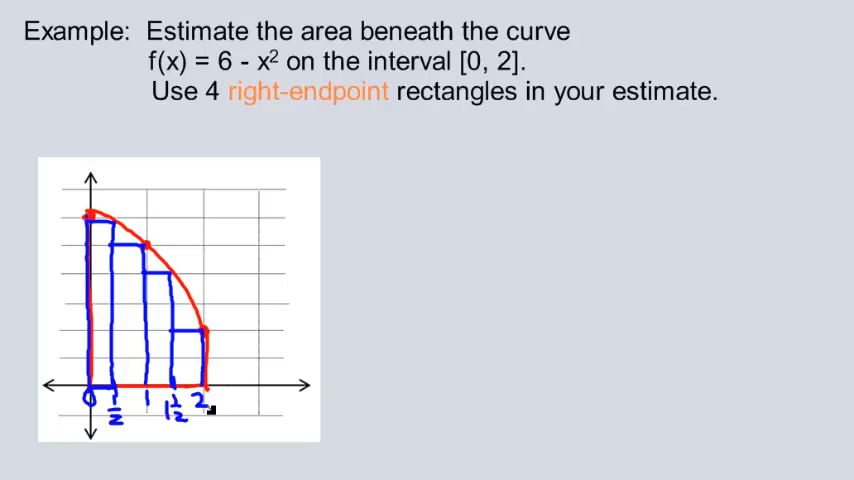 Example: Estimate the area beneath the curve
f(x) = 6 - x² on the interval [0, 2].
Use 4 right-endpoint rectangles in your estimate.
0 1/2 1 1 1/2 2